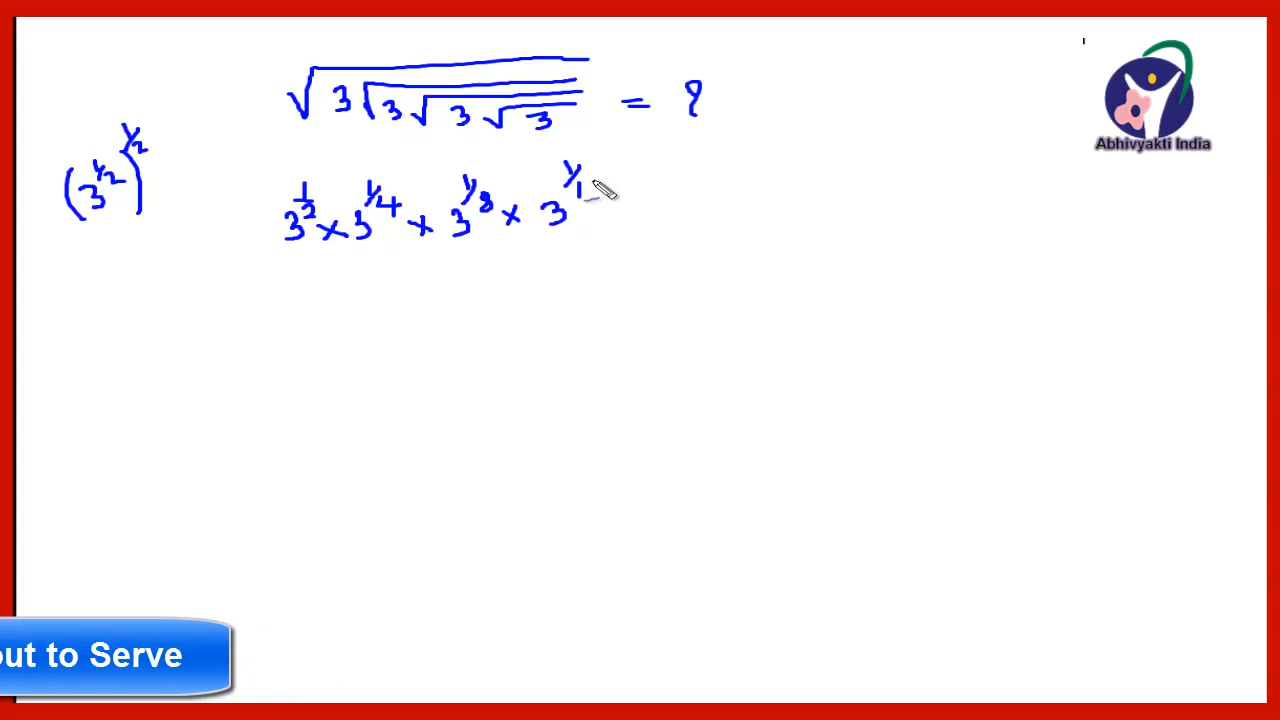 √(3√(3√(3√3))) = ?
(3^{1/2})^{1/2}
3^{1/2} × 3^{1/4} × 3^{1/8} × 3^{1/1
Abhivyakti India
out to Serve